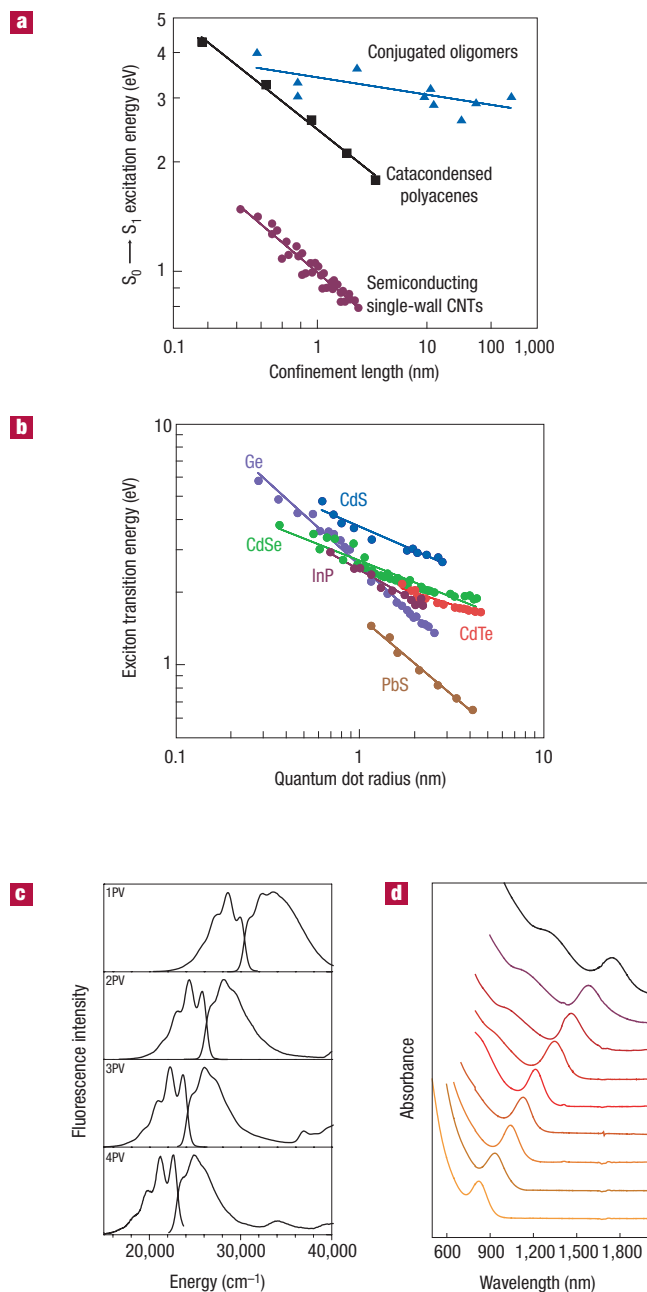 a
5
4
3
2
1
S0 → S1 excitation energy (eV)
Conjugated oligomers
Catacondensed
polyacenes
Semiconducting
single-wall CNTs
0.1 1 10 100 1,000
Confinement length (nm)
b
10
1
Exciton transition energy (eV)
Ge
CdS
CdSe
InP
CdTe
PbS
0.1 1 10
Quantum dot radius (nm)
c
1PV
2PV
3PV
4PV
Fluorescence intensity
20,000 30,000 40,000
Energy (cm–1)
d
Absorbance
600 900 1,200 1,500 1,800
Wavelength (nm)